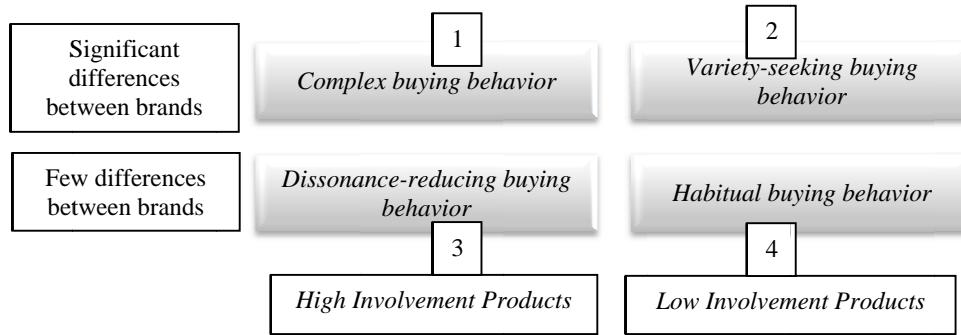 Significant
differences
between brands
1
Complex buying behavior
2
Variety-seeking buying
behavior
Few differences
between brands
Dissonance-reducing buying
behavior
3
Habitual buying behavior
4
High Involvement Products
Low Involvement Products